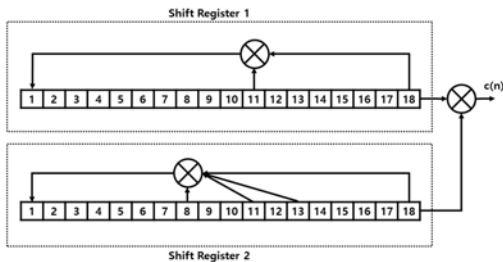 Shift Register 1
1 2 3 4 5 6 7 8 9 10 11 12 13 14 15 16 17 18
c(n)
1 2 3 4 5 6 7 8 9 10 11 12 13 14 15 16 17 18
Shift Register 2